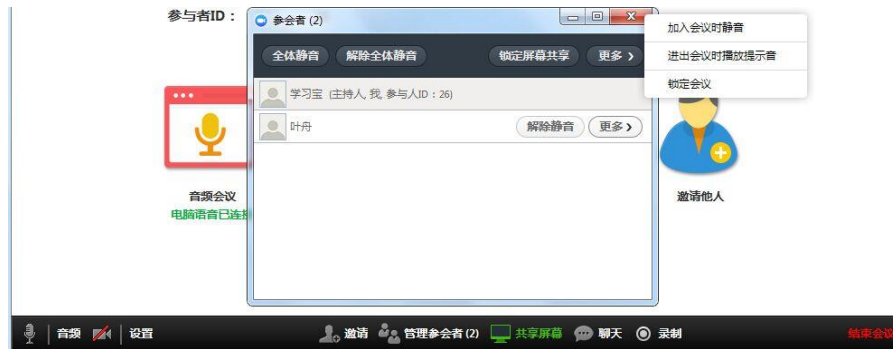 参与者ID：
参会者 (2)
加入会议时静音
全体静音 解除全体静音 锁定屏幕共享 更多
进出会议时播放提示音
锁定会议
学习宝 (主持人, 我, 参与人ID：26)
叶舟 解除静音 更多
音频会议
邀请他人
电脑语音已连接
音频 设置 邀请 管理参会者 (2) 共享屏幕 聊天 录制 结束会议